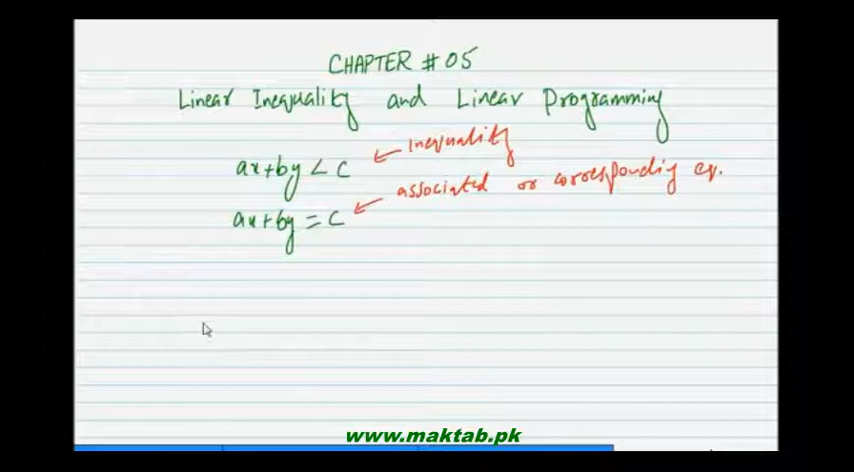 CHAPTER # 05
Linear Inequality and Linear Programming
ax+by < c ← inequality
ax+by = c ← associated or corresponding eq.
www.maktab.pk